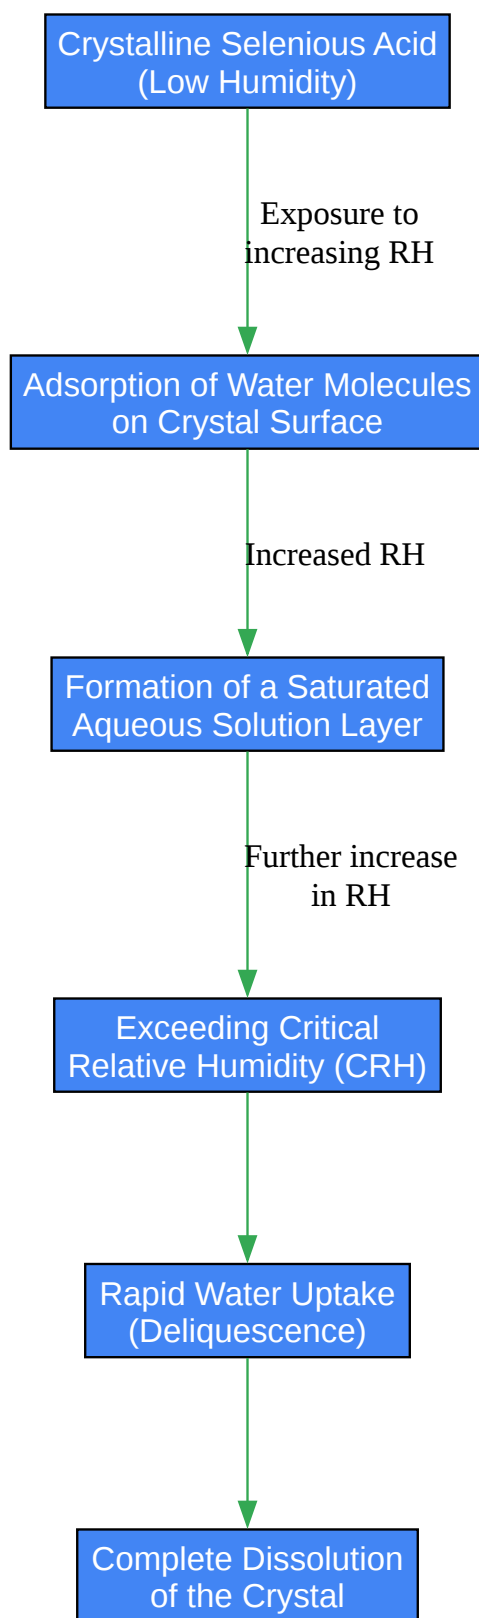 Crystalline Selenious Acid
(Low Humidity)
Exposure to
increasing RH
Adsorption of Water Molecules
on Crystal Surface
Increased RH
Formation of a Saturated
Aqueous Solution Layer
Further increase
in RH
Exceeding Critical
Relative Humidity (CRH)
Rapid Water Uptake
(Deliquescence)
Complete Dissolution
of the Crystal